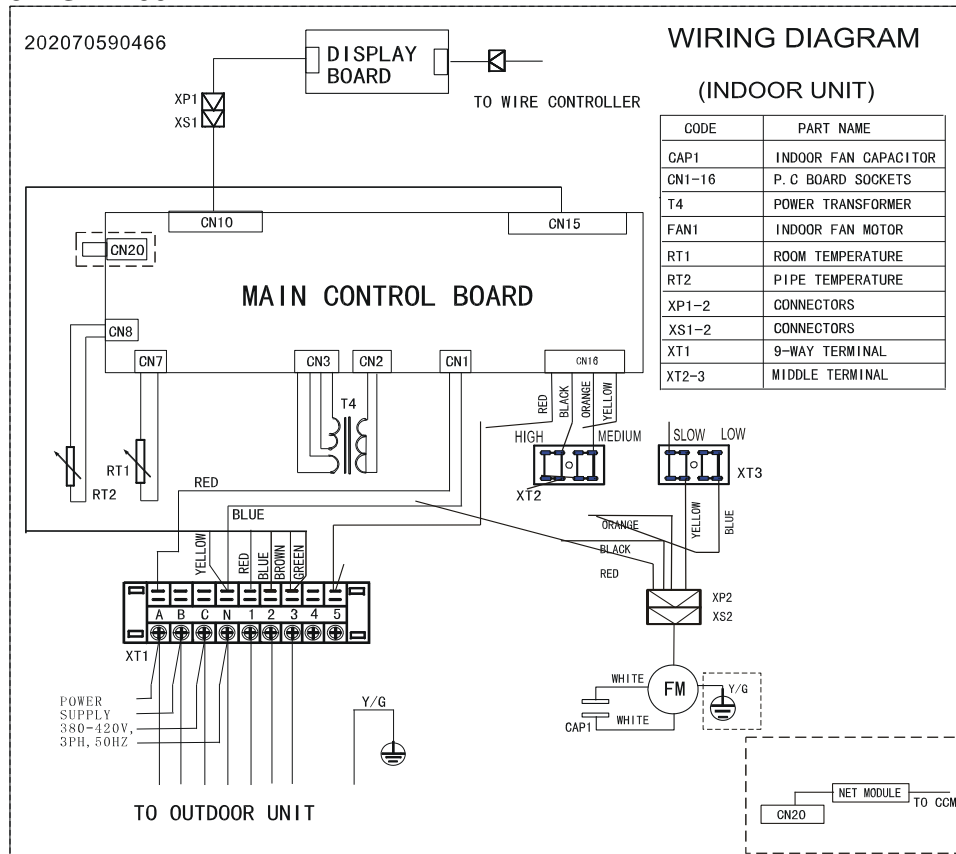 202070590466
DISPLAY
BOARD
WIRING DIAGRAM
(INDOOR UNIT)
XP1
XS1
TO WIRE CONTROLLER
CODE PART NAME
CAP1 INDOOR FAN CAPACITOR
CN1-16 P.C BOARD SOCKETS
T4 POWER TRANSFORMER
FAN1 INDOOR FAN MOTOR
RT1 ROOM TEMPERATURE
RT2 PIPE TEMPERATURE
XP1-2 CONNECTORS
XS1-2 CONNECTORS
XT1 9-WAY TERMINAL
XT2-3 MIDDLE TERMINAL
CN10 CN15
CN20
MAIN CONTROL BOARD
CN8
CN7 CN3 CN2 CN1 CN16
T4
RED BLACK ORANGE YELLOW
HIGH MEDIUM
SLOW LOW
XT2
XT3
RT1
RT2
RED
BLUE
YELLOW RED BLUE BROWN GREEN
ORANGE
BLACK
RED
YELLOW BLUE
A B C N 1 2 3 4 5
XT1
XP2
XS2
WHITE
FM
Y/G
CAP1
WHITE
POWER
SUPPLY
380-420V,
3PH,50HZ
Y/G
TO OUTDOOR UNIT
NET MODULE
TO CCM
CN20